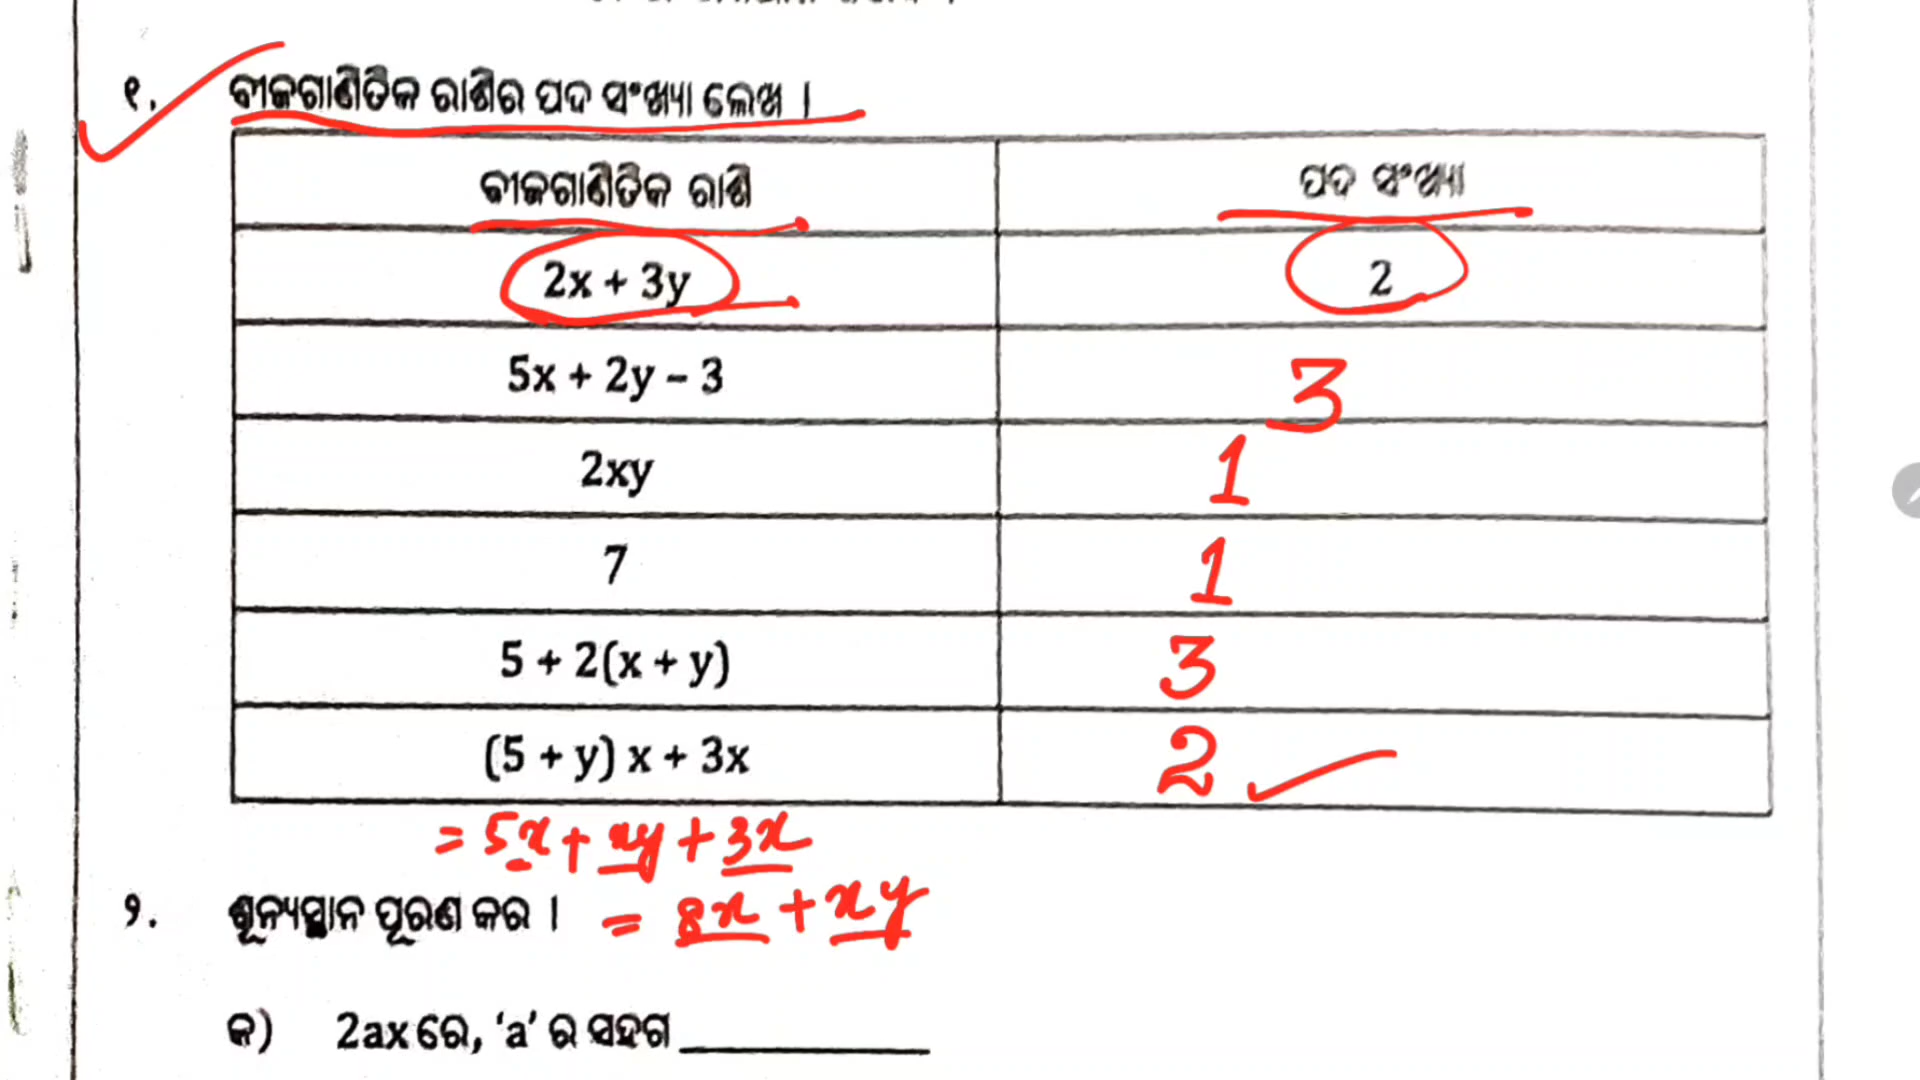 ୧. ବୀଜଗାଣିତିକ ରାଶିର ପଦ ସଂଖ୍ୟା ଲେଖ ।
ବୀଜଗାଣିତିକ ରାଶି ପଦ ସଂଖ୍ୟା
2x + 3y 2
5x + 2y – 3 3
2xy 1
7 1
5 + 2(x + y) 3
(5 + y) x + 3x 2
= 5x + xy + 3x
୨. ଶୂନ୍ୟସ୍ଥାନ ପୂରଣ କର । = 8x + xy
କ) 2ax ରେ, ‘a’ ର ସହଗ ____________